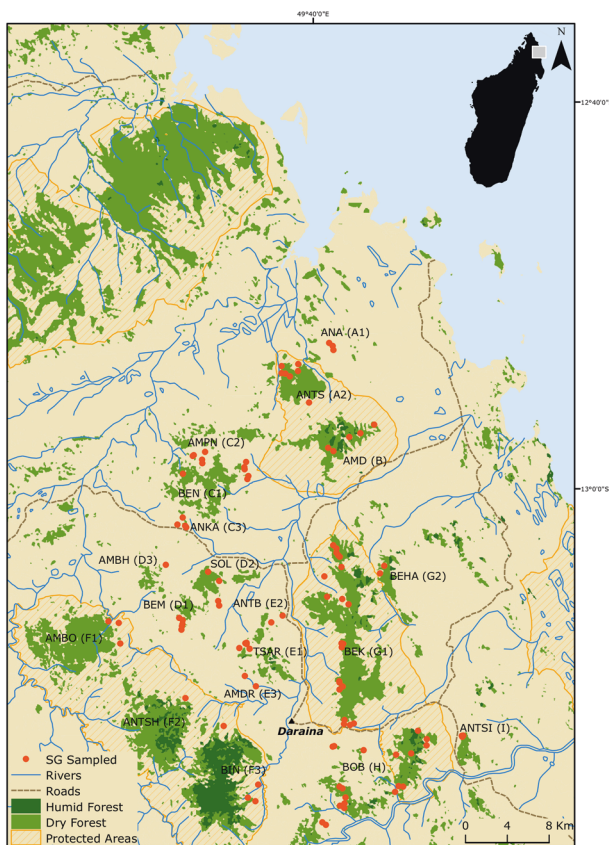 49°40'0"E
N
12°40'0"
ANA (A1)
ANTS (A2)
AMPN (C2)
AMD (B)
BEN (C1)
13°0'0"S
ANKA (C3)
AMBH (D3)
SOL (D2)
BEHA (G2)
BEM (D1)
ANTB (E2)
AMBO (F1)
TSAR (E1)
BEK (G1)
AMDR (E3)
ANTSH (F2)
Daraina
ANTSI (I)
BIN (F3)
BOB (H)
SG Sampled
Rivers
Roads
Humid Forest
Dry Forest
Protected Areas
0 4 8 Km